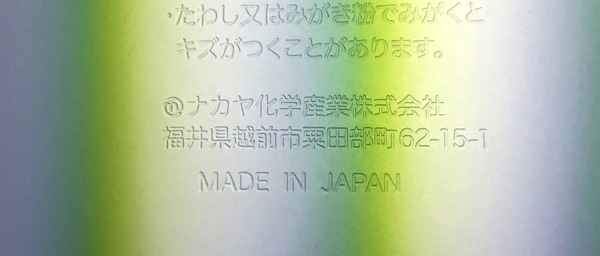 ・たわし又はみがき粉でみがくと
キズがつくことがあります。
ⓝナカヤ化学産業株式会社
福井県越前市粟田部町62-15-1
MADE IN JAPAN